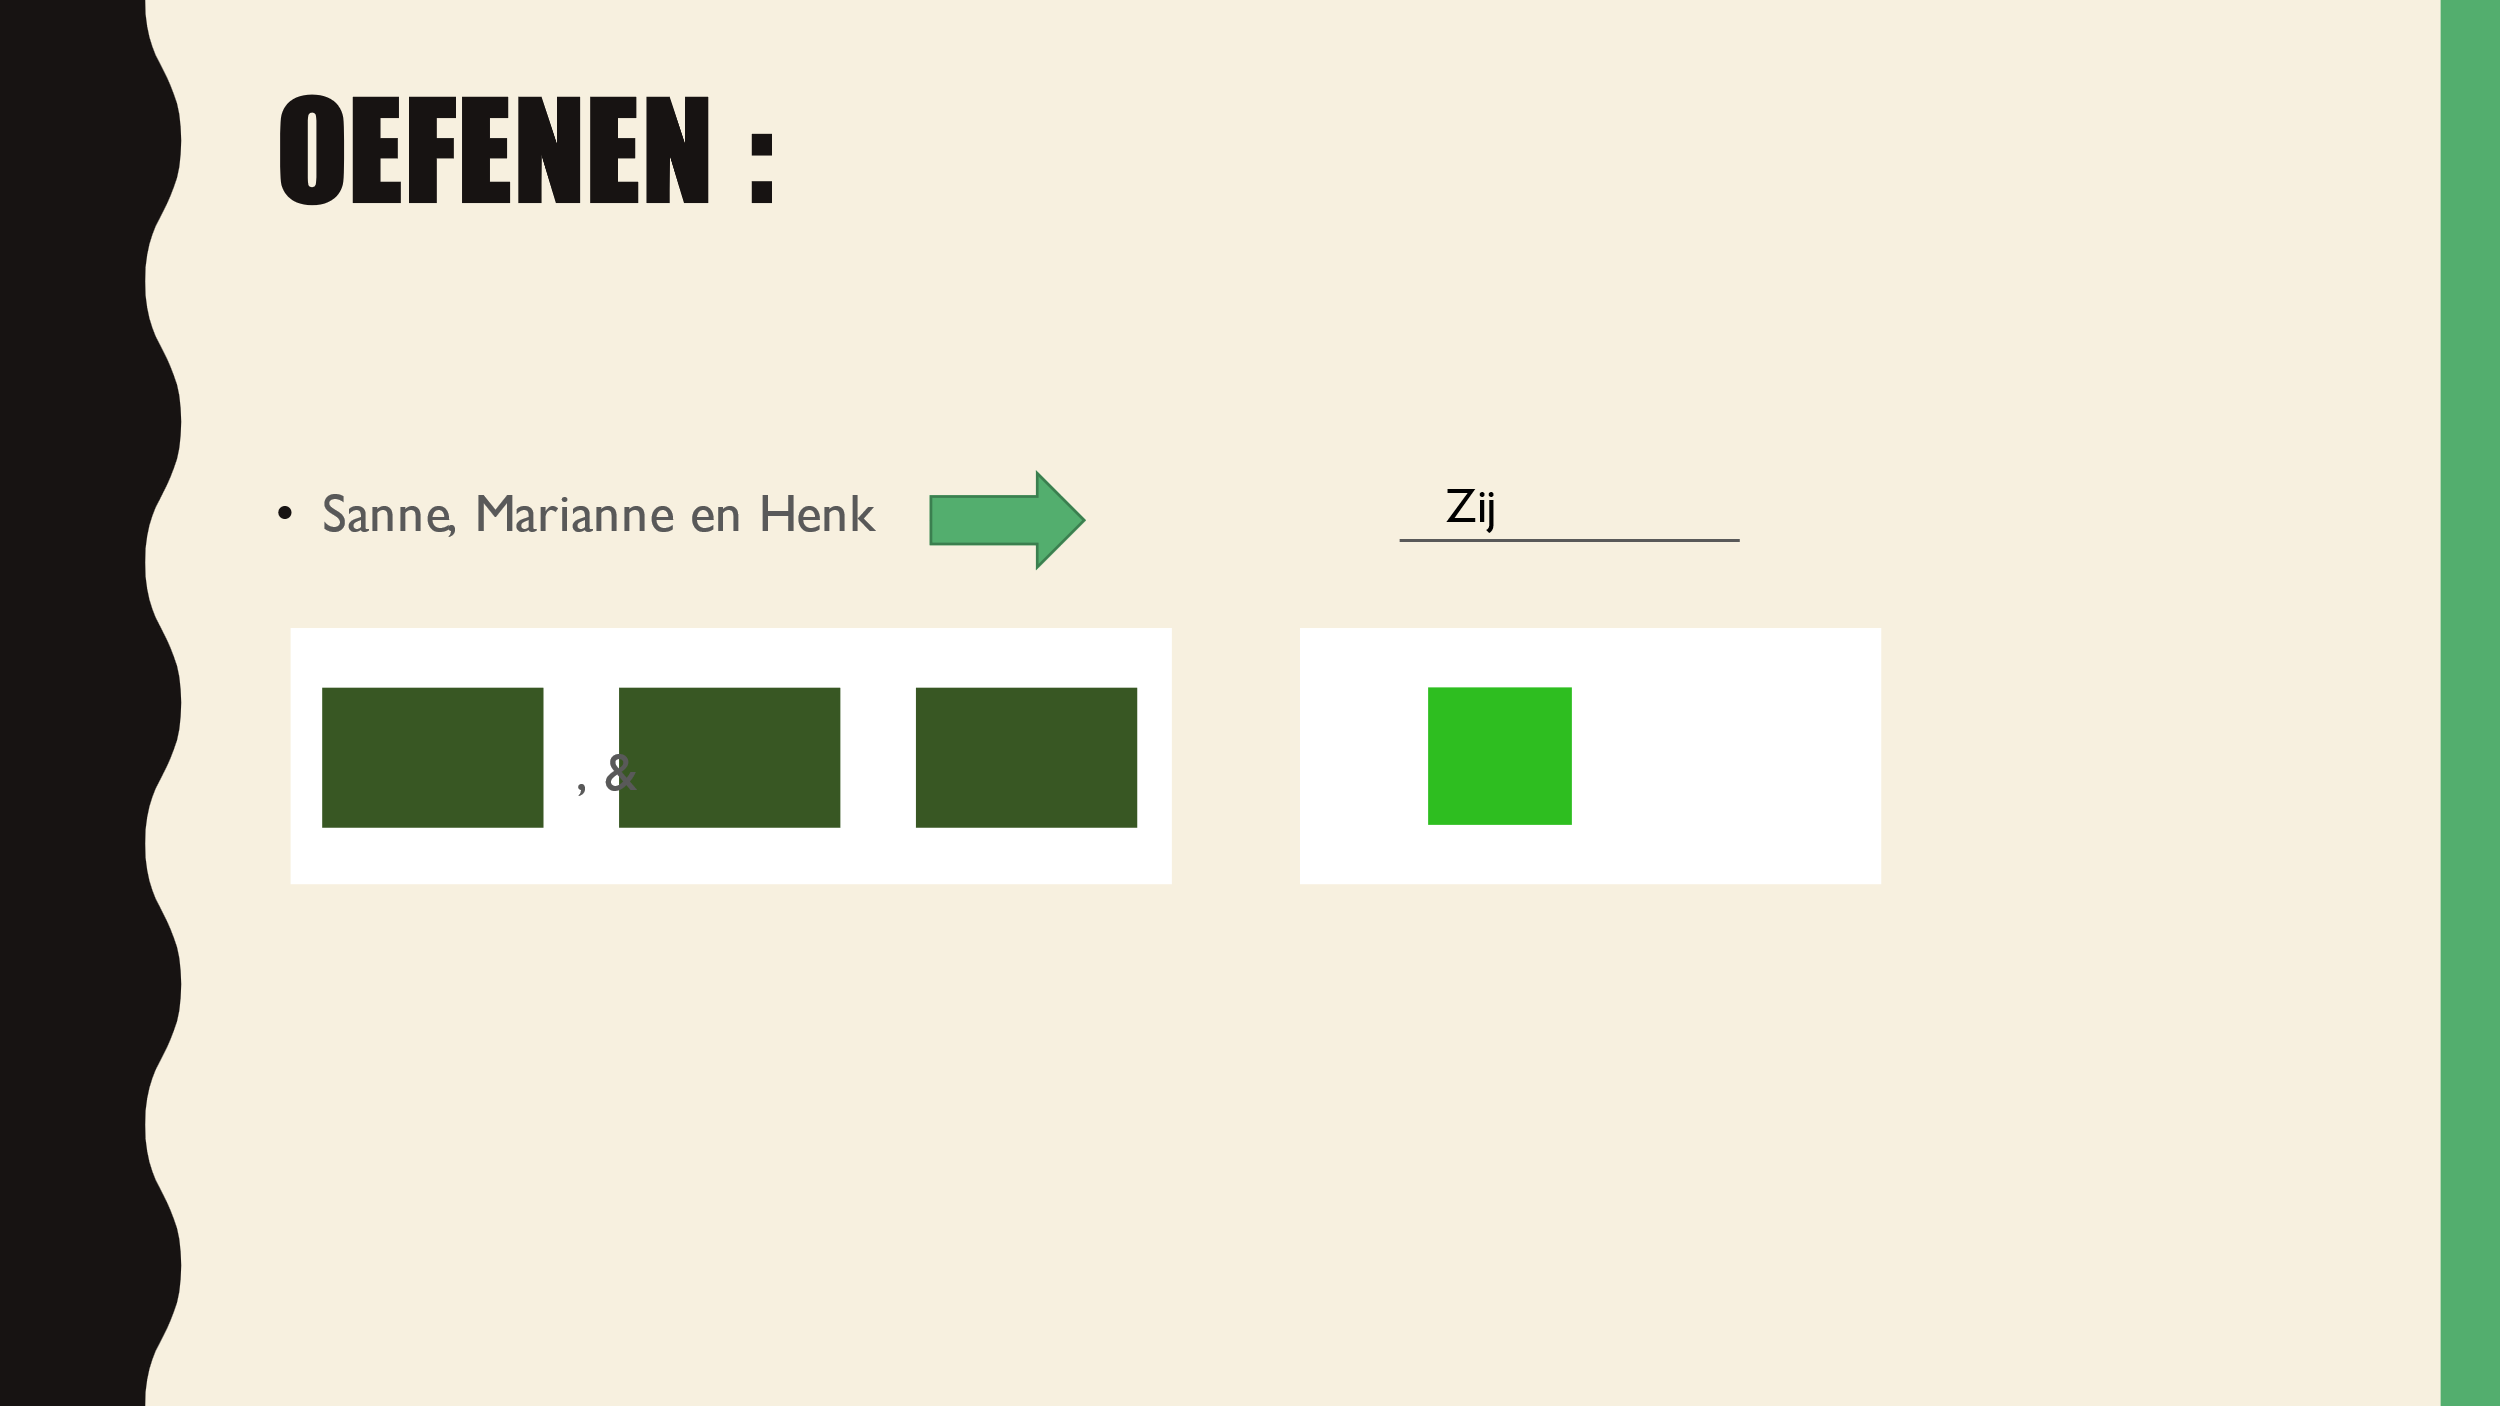 OEFENEN :
• Sanne, Marianne en Henk
Zij
, &